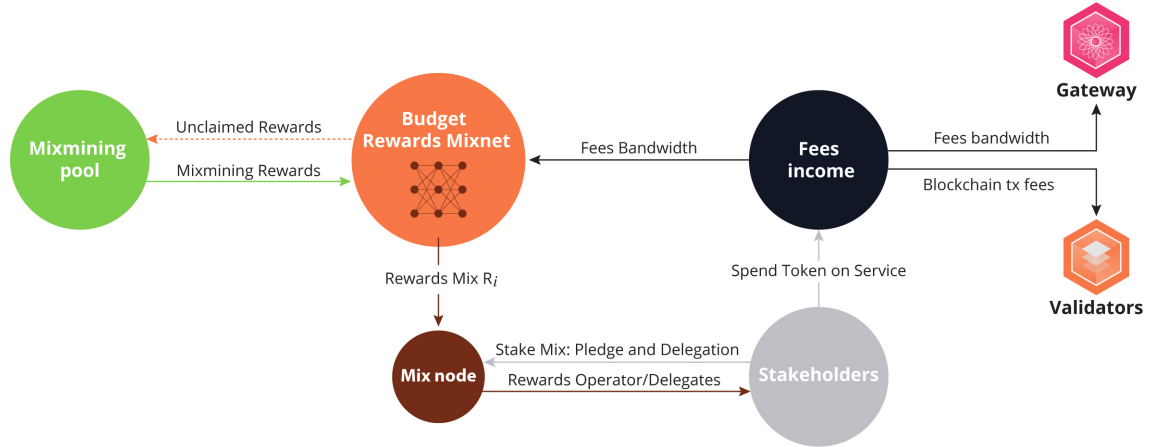 Gateway
Budget
Rewards Mixnet
Unclaimed Rewards
Mixmining
pool
Mixmining Rewards
Fees Bandwidth
Fees
income
Fees bandwidth
Blockchain tx fees
Rewards Mix Ri
Spend Token on Service
Validators
Stake Mix: Pledge and Delegation
Mix node
Rewards Operator/Delegates
Stakeholders